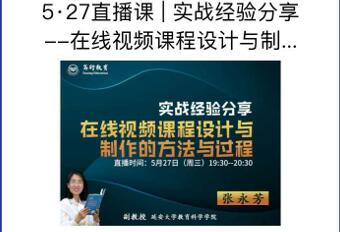 5·27直播课 | 实战经验分享
--在线视频课程设计与制...
实战经验分享
在线视频课程设计与
制作的方法与过程
直播时间：5月27日（周三）19:30--20:30
张永芳
副教授 延安大学教育科学学院